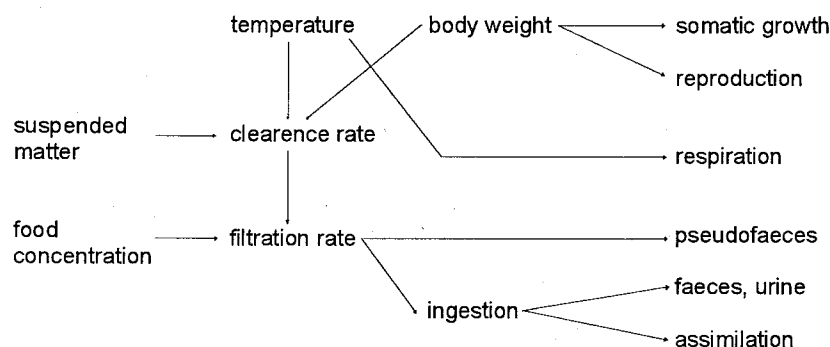 temperature
body weight
somatic growth
reproduction
suspended
matter
clearence rate
respiration
food
concentration
filtration rate
pseudofaeces
faeces, urine
ingestion
assimilation